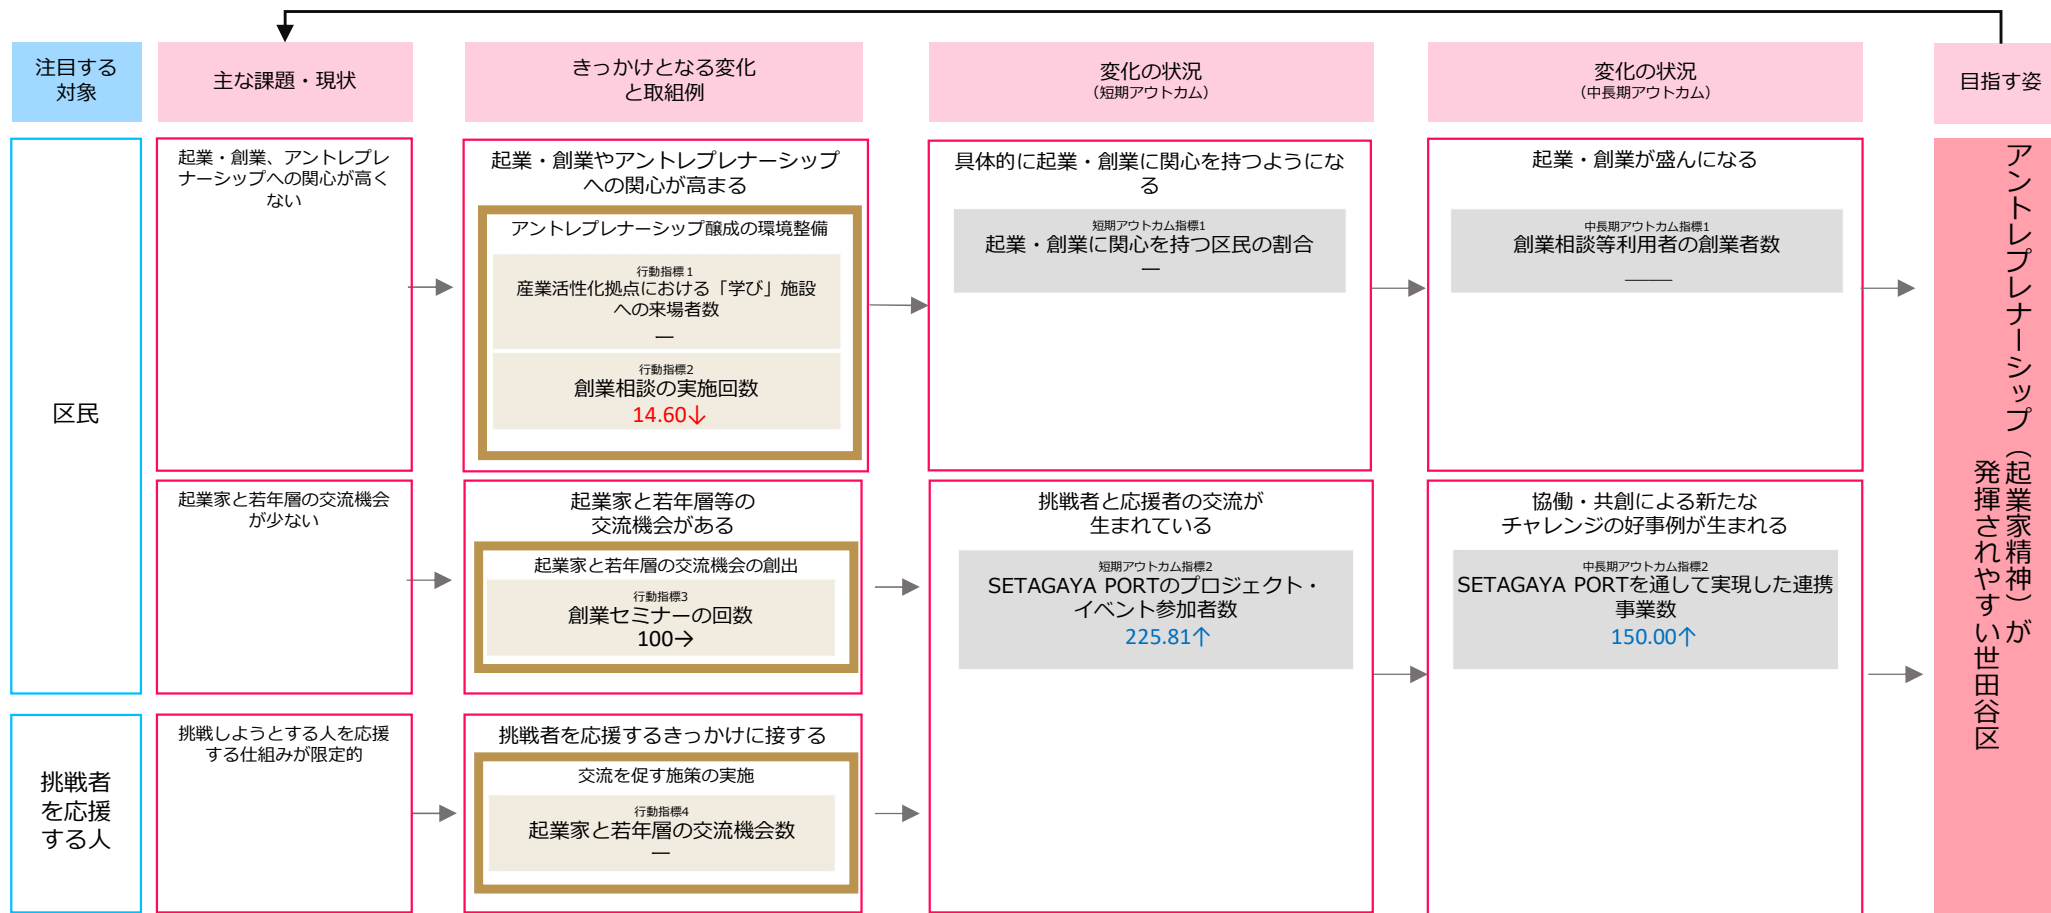 注目する
対象
主な課題・現状
きっかけとなる変化
と取組例
変化の状況
（短期アウトカム）
変化の状況
（中長期アウトカム）
目指す姿
区民
起業・創業、アントレプレ
ナーシップへの関心が高く
ない
起業・創業やアントレプレナーシップ
への関心が高まる
アントレプレナーシップ醸成の環境整備
行動指標１
産業活性化拠点における「学び」施設
への来場者数
―
行動指標2
創業相談の実施回数
14.60↓
具体的に起業・創業に関心を持つようにな
る
短期アウトカム指標1
起業・創業に関心を持つ区民の割合
―
起業・創業が盛んになる
中長期アウトカム指標1
創業相談等利用者の創業者数
――
起業家と若年層の交流機会
が少ない
起業家と若年層等の
交流機会がある
起業家と若年層の交流機会の創出
行動指標3
創業セミナーの回数
100→
挑戦者と応援者の交流が
生まれている
短期アウトカム指標2
SETAGAYA PORTのプロジェクト・
イベント参加者数
225.81↑
協働・共創による新たな
チャレンジの好事例が生まれる
中長期アウトカム指標2
SETAGAYA PORTを通して実現した連携
事業数
150.00↑
挑戦者
を応援
する人
挑戦しようとする人を応援
する仕組みが限定的
挑戦者を応援するきっかけに接する
交流を促す施策の実施
行動指標4
起業家と若年層の交流機会数
―
アントレプレナーシップ（起業家精神）が
発揮されやすい世田谷区